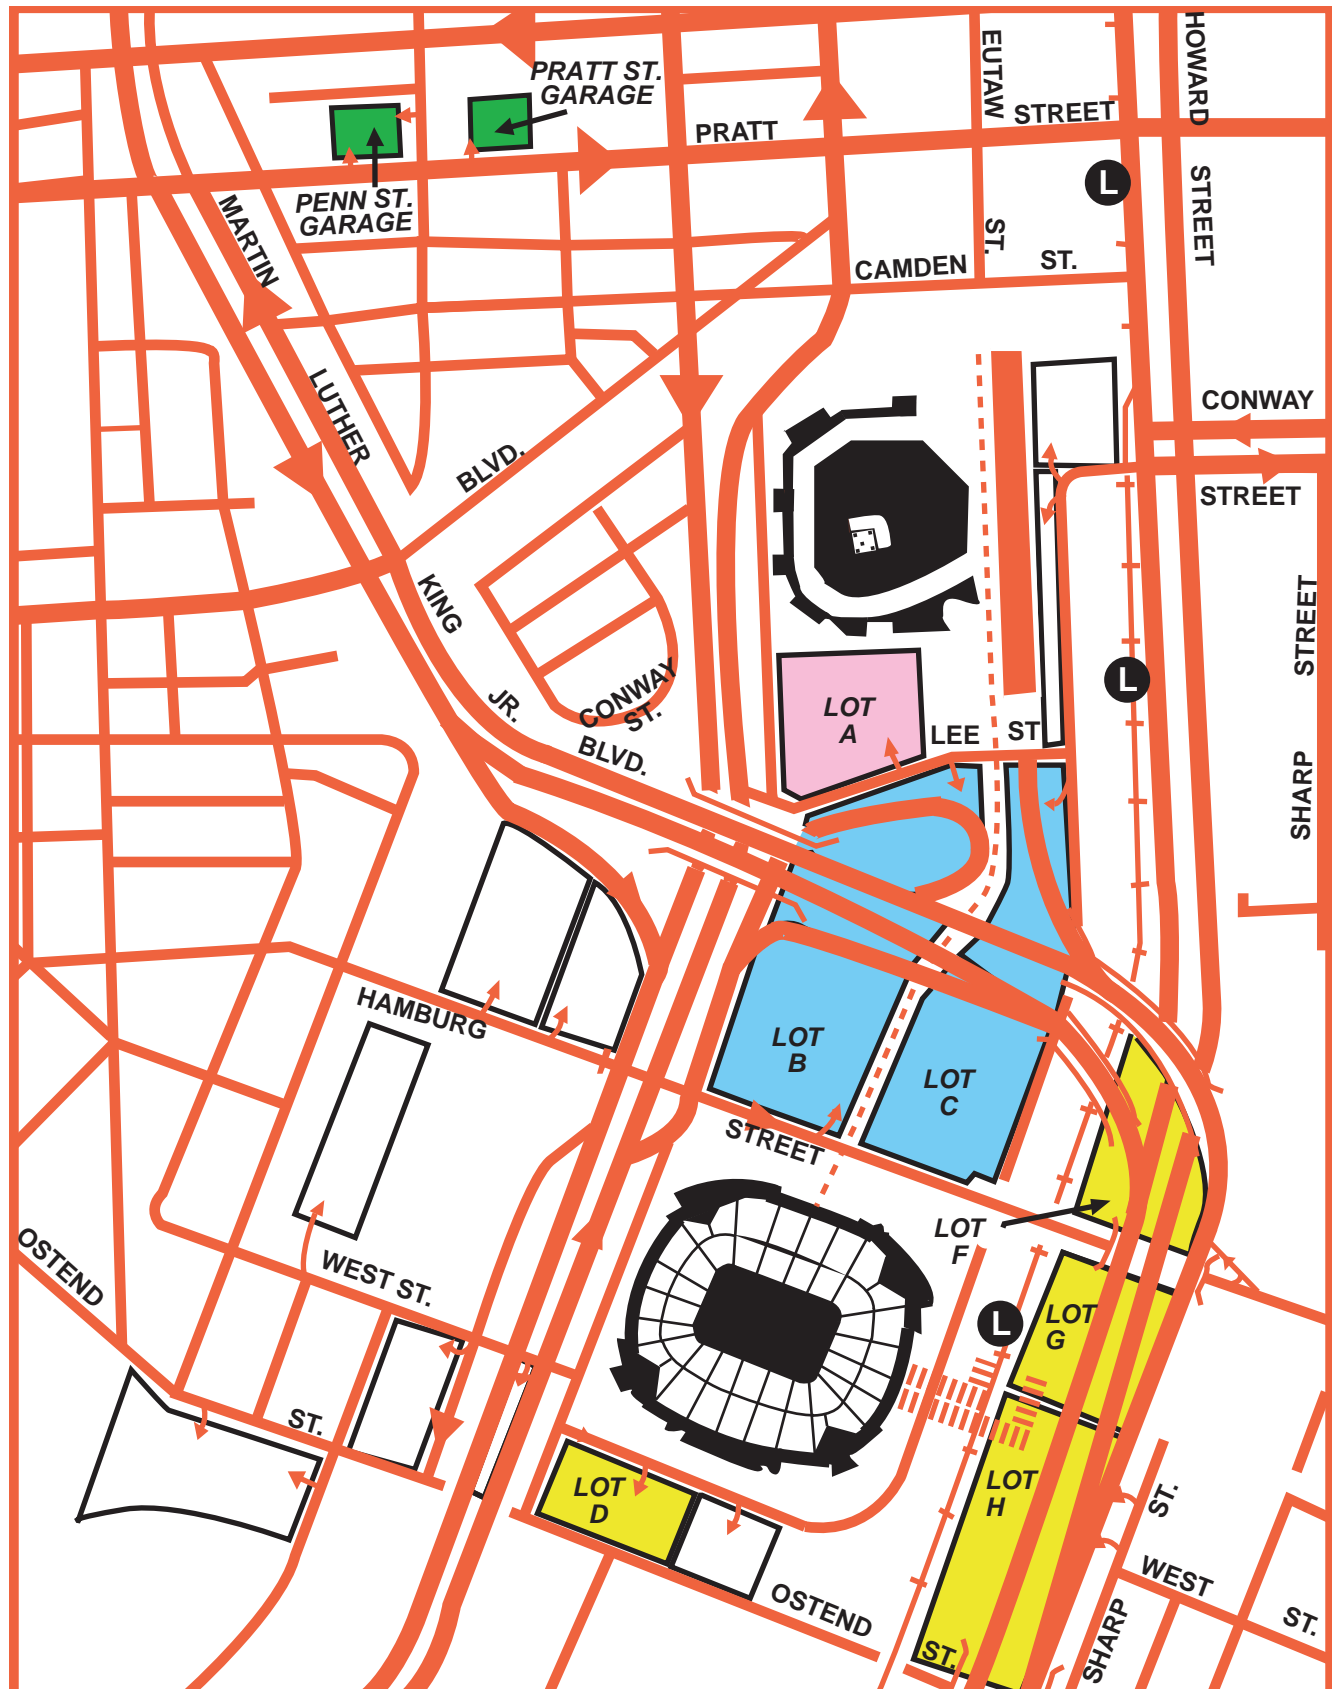 HOWARD
STREET
EUTAW
ST.
PRATT ST.
GARAGE
STREET
PRATT
L
PENN ST.
GARAGE
MARTIN
LUTHER
KING
JR.
BLVD.
CAMDEN
ST.
CONWAY
STREET
BLVD.
STREET
SHARP
CONWAY
ST.
L
LOT
A
LEE
ST
HAMBURG
STREET
LOT
B
LOT
C
LOT
F
OSTEND
ST.
WEST ST.
L
LOT
G
LOT
H
LOT
D
OSTEND
ST.
SHARP
ST.
WEST
ST.